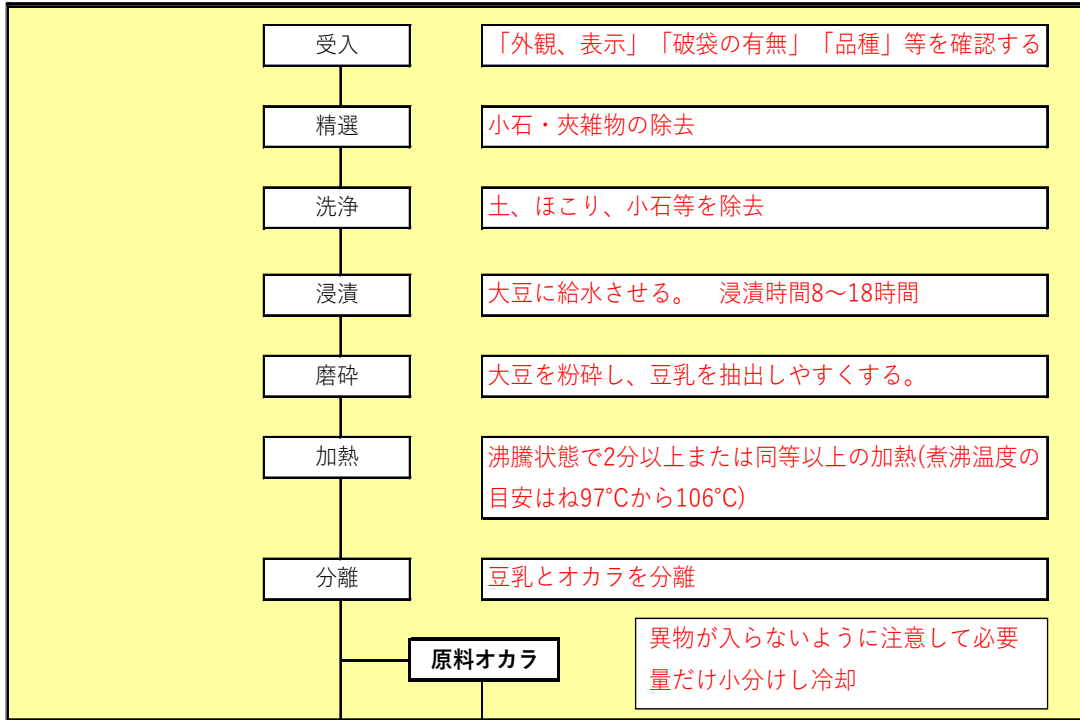 受入
「外観、表示」「破袋の有無」「品種」等を確認する
精選
小石・夾雑物の除去
洗浄
土、ほこり、小石等を除去
浸漬
大豆に給水させる。　浸漬時間8～18時間
磨砕
大豆を粉砕し、豆乳を抽出しやすくする。
加熱
沸騰状態で2分以上または同等以上の加熱(煮沸温度の
目安はね97°Cから106°C)
分離
豆乳とオカラを分離
原料オカラ
異物が入らないように注意して必要
量だけ小分けし冷却